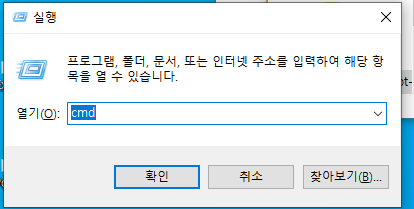 실행
프로그램, 폴더, 문서, 또는 인터넷 주소를 입력하여 해당 항
목을 열 수 있습니다.
열기(O): cmd
확인 취소 찾아보기(B)...